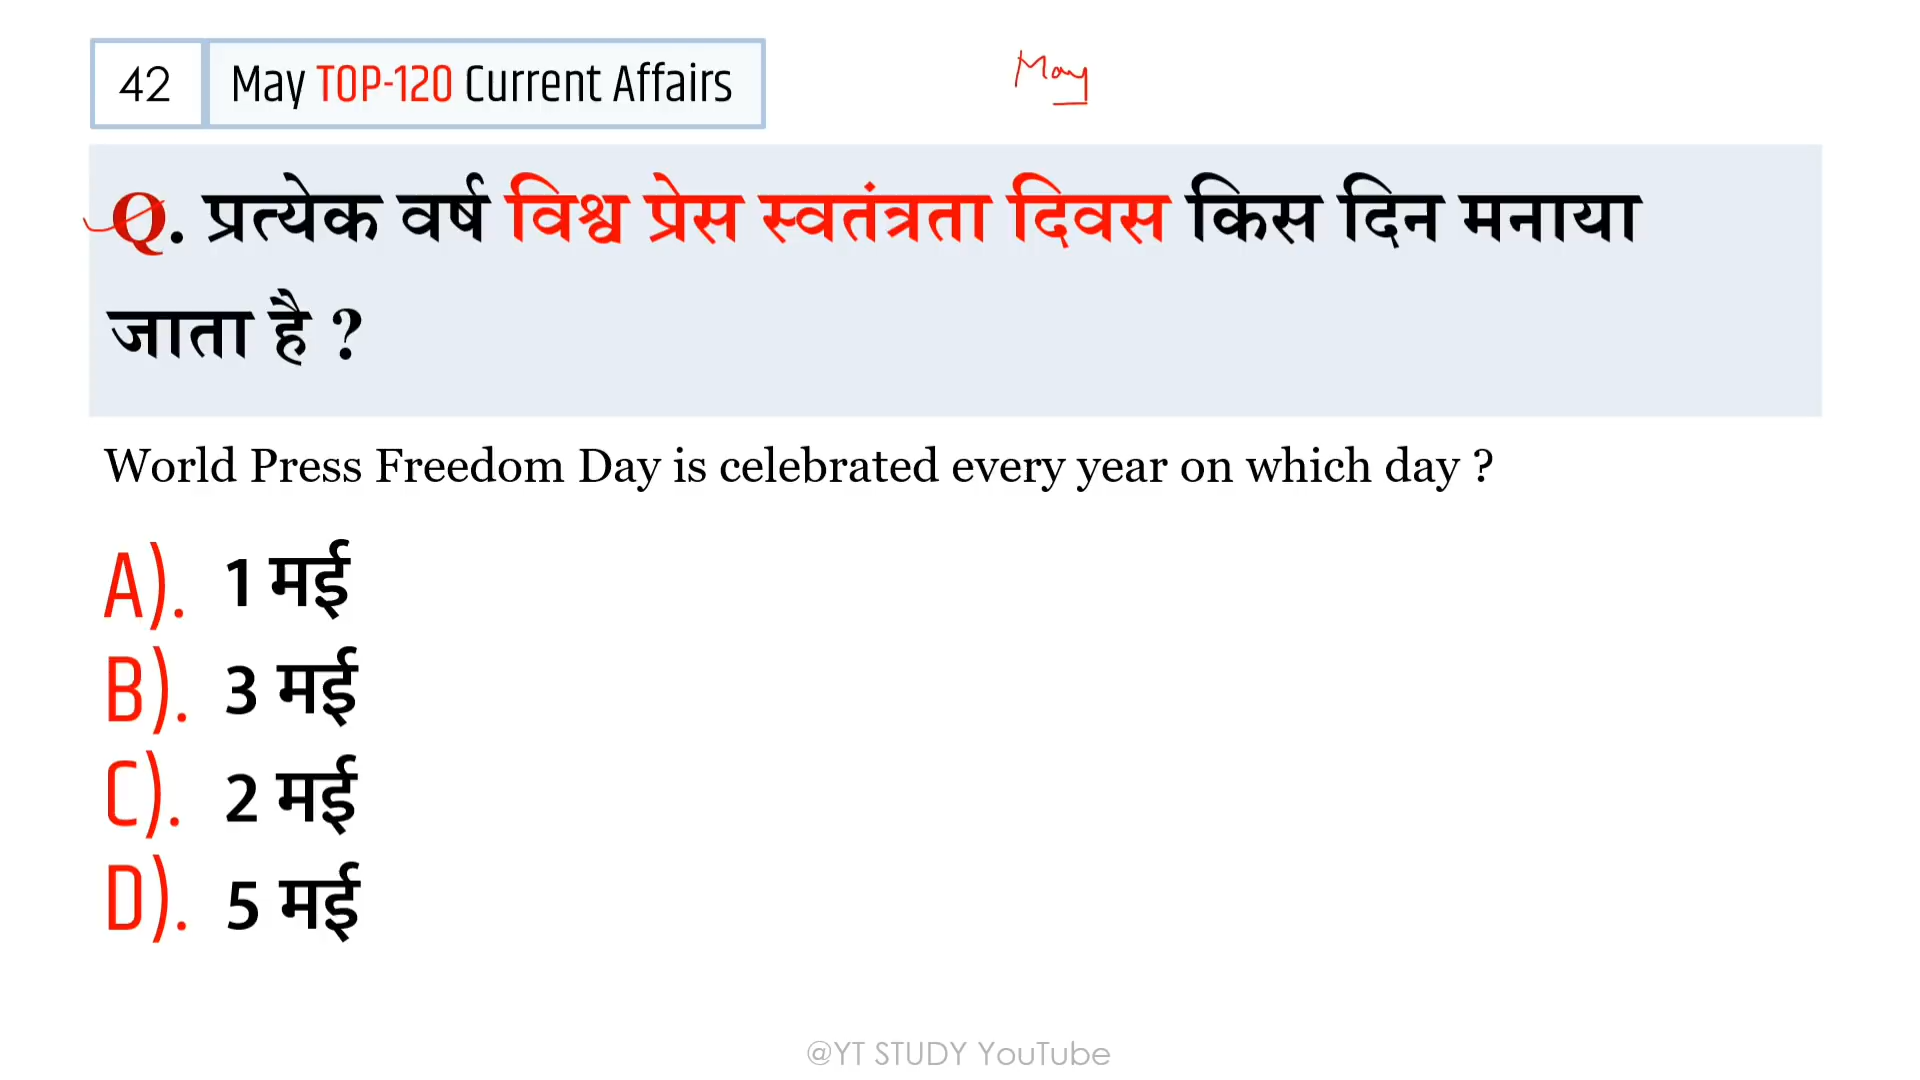 42 May TOP-120 Current Affairs
May
Q. प्रत्येक वर्ष विश्व प्रेस स्वतंत्रता दिवस किस दिन मनाया
जाता है ?
World Press Freedom Day is celebrated every year on which day ?
A). 1 मई
B). 3 मई
C). 2 मई
D). 5 मई
@YT STUDY YouTube